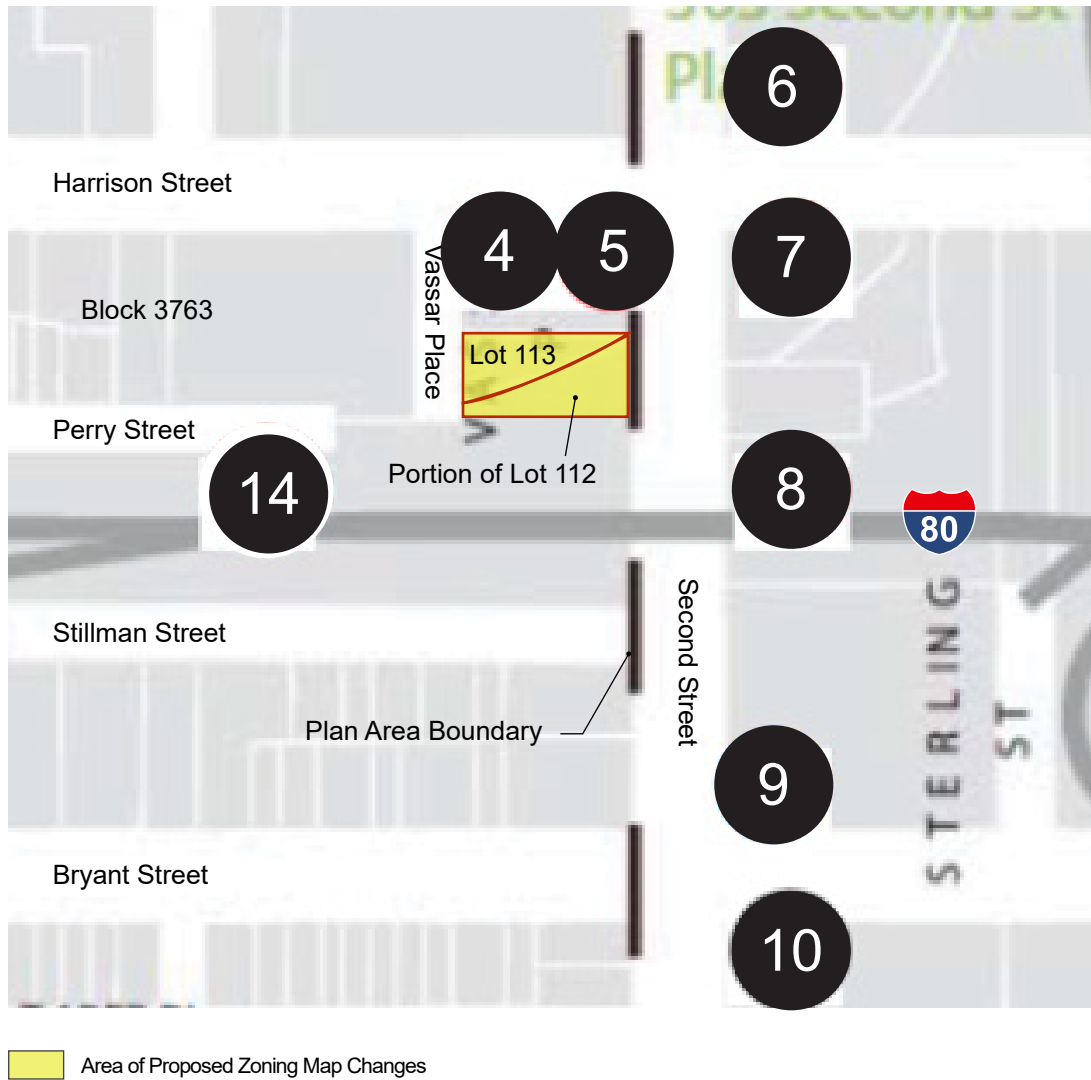 Pl
6
Harrison Street
4
5
7
Vassar Place
Block 3763
Lot 113
Perry Street
Portion of Lot 112
14
8
80
Second Street
STERLING
ST
Stillman Street
Plan Area Boundary
9
Bryant Street
10
Area of Proposed Zoning Map Changes